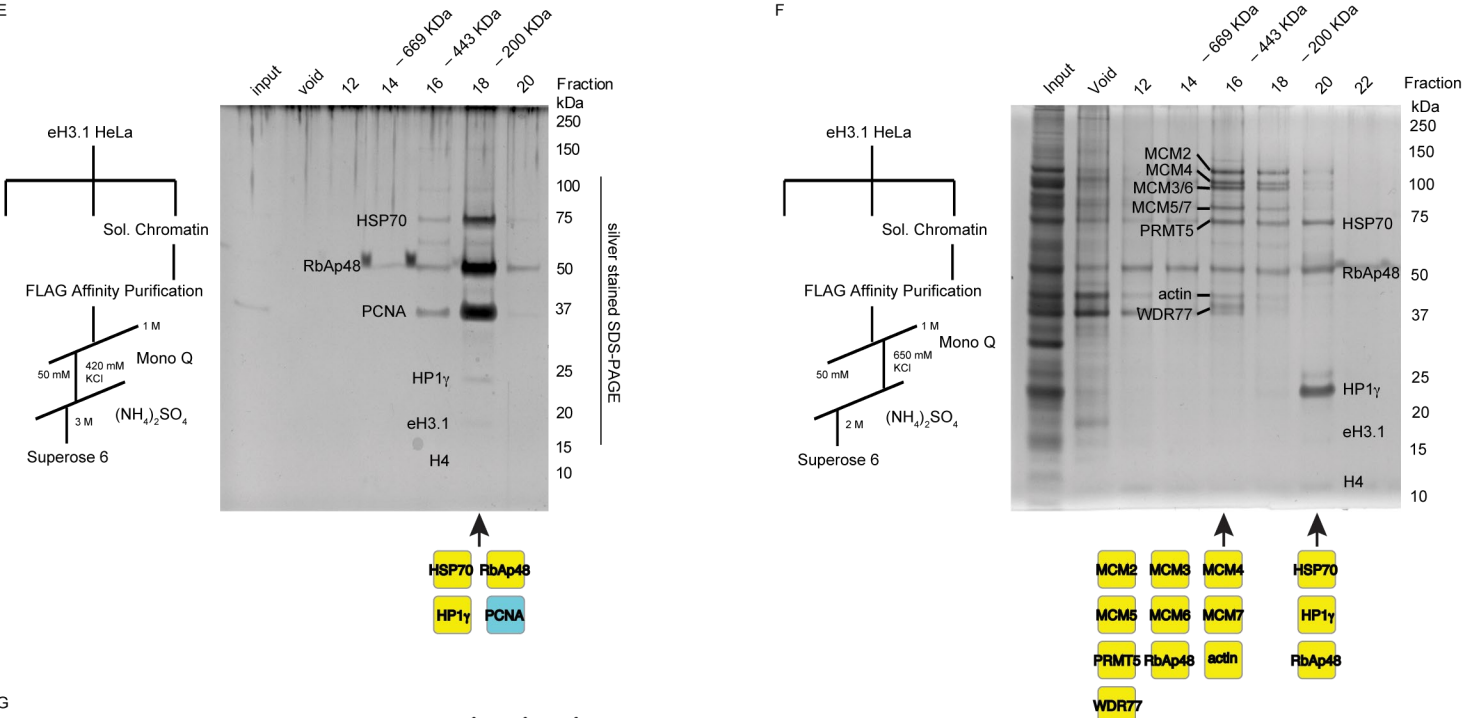 E
eH3.1 HeLa
Sol. Chromatin
FLAG Affinity Purification
1 M
Mono Q
50 mM
420 mM
KCl
(NH4)2SO4
3 M
Superose 6
– 669 KDa
– 443 KDa
– 200 KDa
input
void
12
14
16
18
20
Fraction
kDa
250
150
100
75
50
37
25
20
15
10
HSP70
RbAp48
PCNA
HP1γ
eH3.1
H4
silver stained SDS-PAGE
HSP70 RbAp48
HP1γ PCNA
F
eH3.1 HeLa
Sol. Chromatin
FLAG Affinity Purification
1 M
Mono Q
50 mM
650 mM
KCl
(NH4)2SO4
2 M
Superose 6
– 669 KDa
– 443 KDa
– 200 KDa
Input
Void
12
14
16
18
20
22
Fraction
kDa
250
150
100
75
50
37
25
20
15
10
MCM2
MCM4
MCM3/6
MCM5/7
PRMT5
actin
WDR77
HSP70
RbAp48
HP1γ
eH3.1
H4
MCM2 MCM3 MCM4
MCM5 MCM6 MCM7
PRMT5 RbAp48 actin
WDR77
HSP70
HP1γ
RbAp48
G